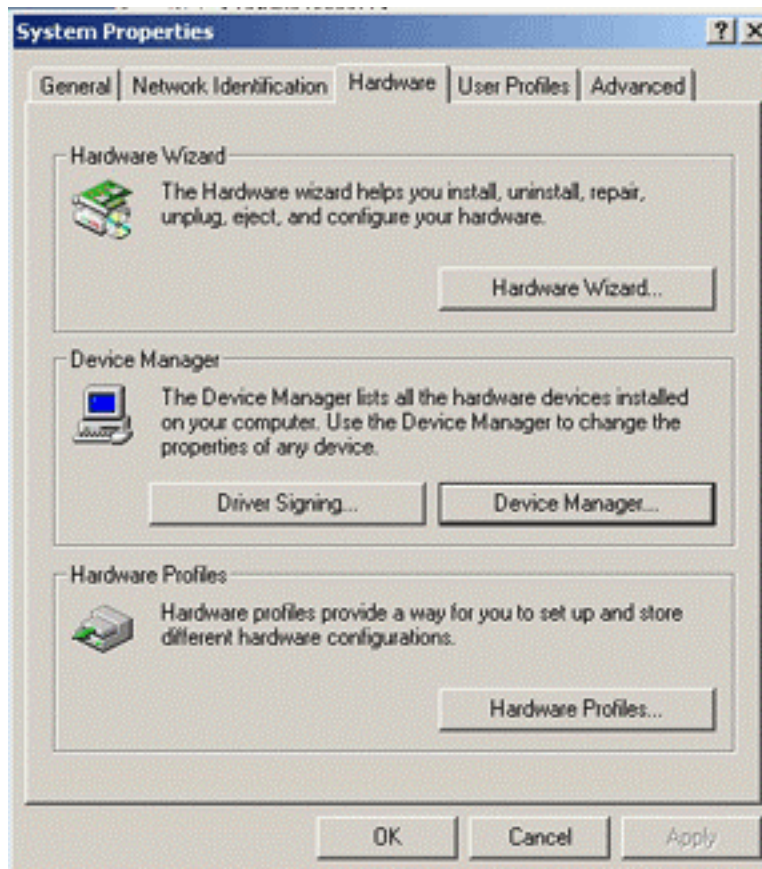 System Properties
General
Network Identification
Hardware
User Profiles
Advanced
Hardware Wizard
The Hardware wizard helps you install, uninstall, repair,
unplug, eject, and configure your hardware.
Hardware Wizard...
Device Manager
The Device Manager lists all the hardware devices installed
on your computer. Use the Device Manager to change the
properties of any device.
Driver Signing...
Device Manager...
Hardware Profiles
Hardware profiles provide a way for you to set up and store
different hardware configurations.
Hardware Profiles...
OK
Cancel
Apply